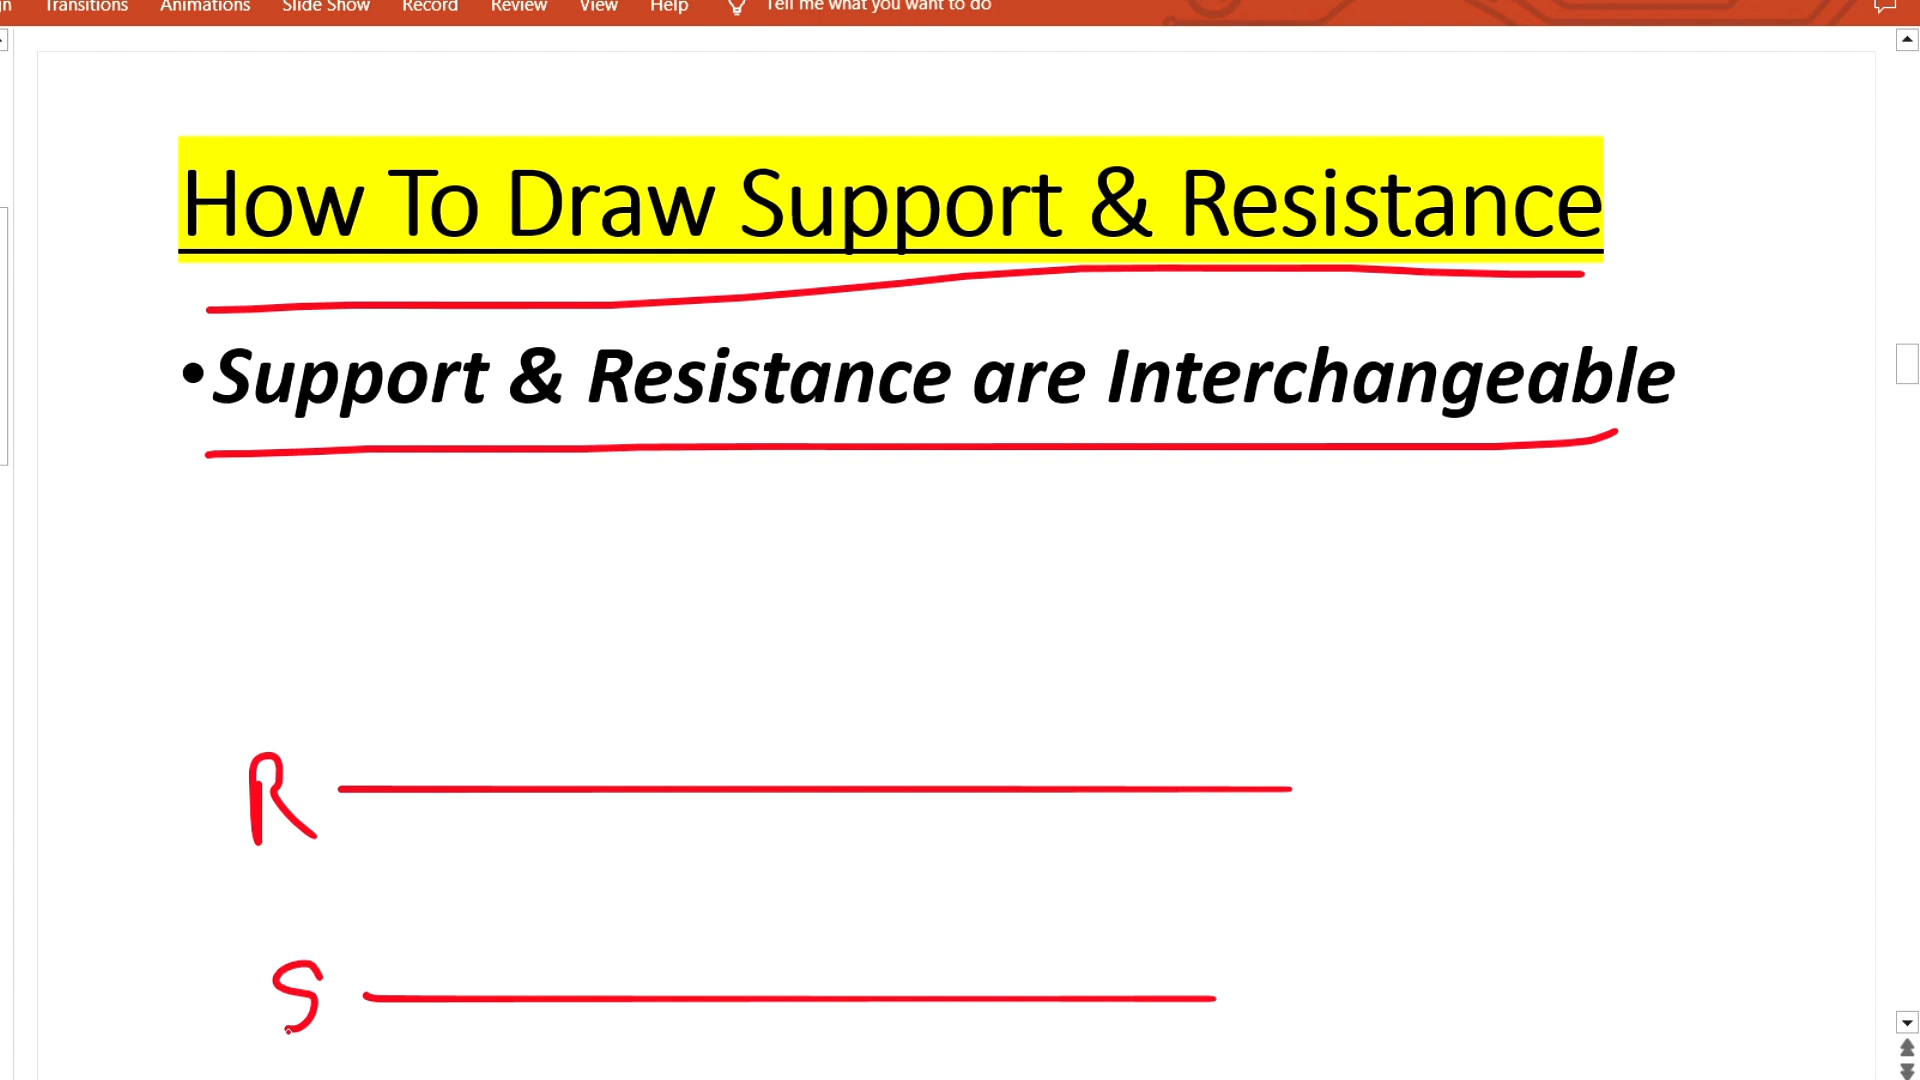 Transitions Animations Slide Show Record Review View Help Tell me what you want to do
How To Draw Support & Resistance
•Support & Resistance are Interchangeable
R
S